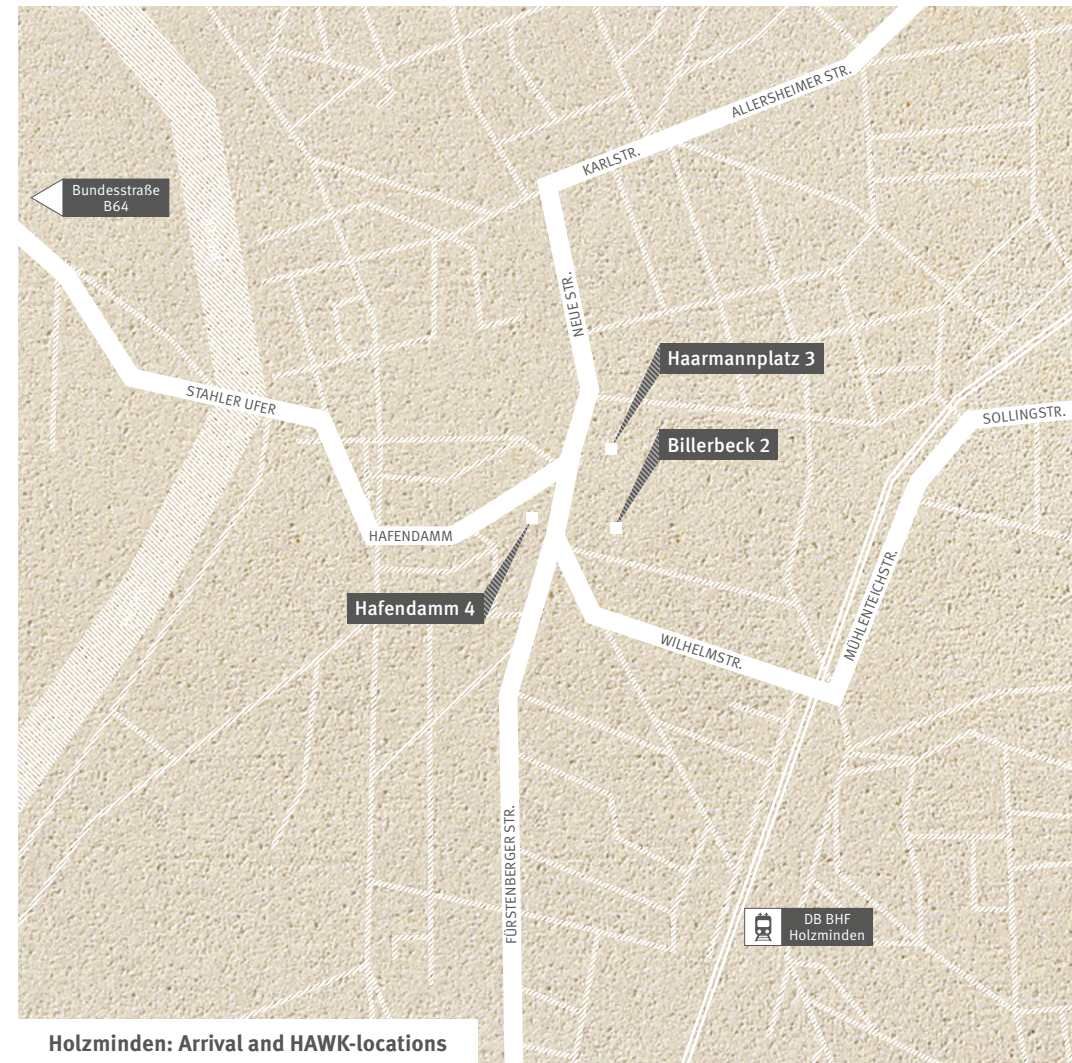 ALLERSHEIMER STR.
KARLSTR.
Bundesstraße
B64
NEUE STR.
Haarmannplatz 3
STAHLER UFER
SOLLINGSTR.
Billerbeck 2
HAFENDAMM
MÜHLENTEICHSTR.
Hafendamm 4
WILHELMSTR.
FÜRSTENBERGER STR.
DB BHF
Holzminden
Holzminden: Arrival and HAWK-locations